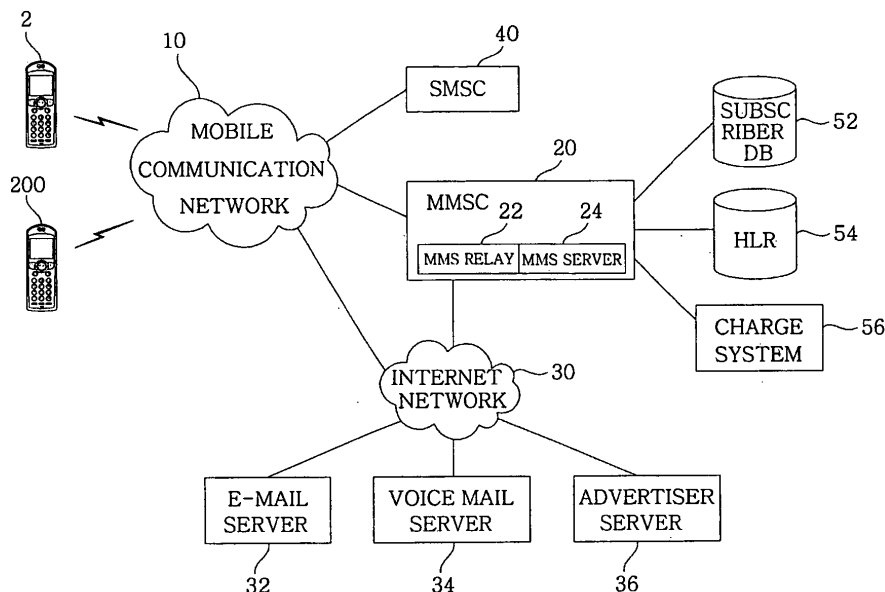 2
10
40
SMSC
MOBILE
COMMUNICATION
NETWORK
200
20
MMSC
22
24
MMS RELAY
MMS SERVER
SUBSC
RIBER
DB
52
HLR
54
CHARGE
SYSTEM
56
INTERNET
NETWORK
30
E-MAIL
SERVER
32
VOICE MAIL
SERVER
34
ADVERTISER
SERVER
36